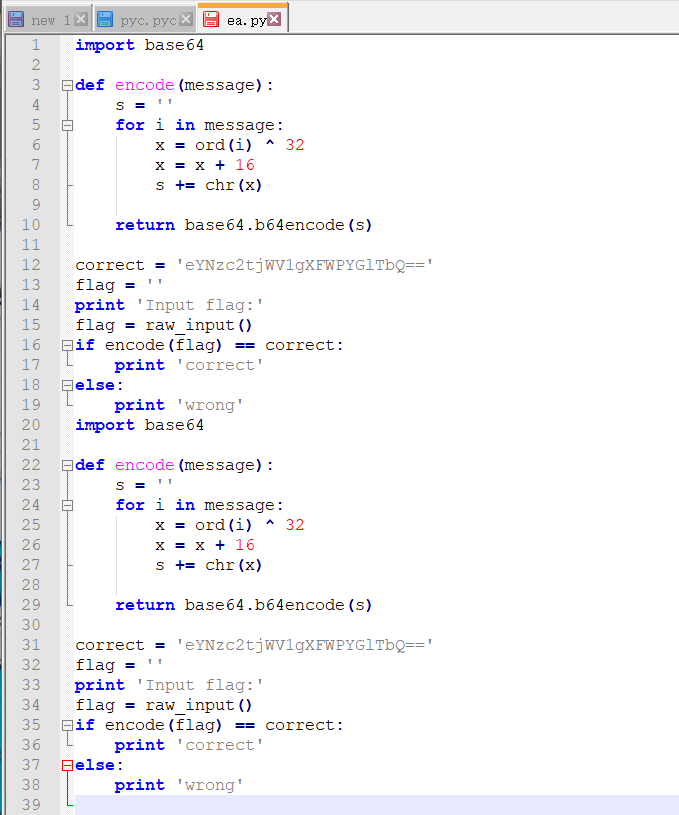 new 1 pyc.pyc ea.py
1 import base64
2
3 def encode(message):
4     s = ''
5     for i in message:
6         x = ord(i) ^ 32
7         x = x + 16
8         s += chr(x)
9
10     return base64.b64encode(s)
11
12 correct = 'eYNzc2tjWV1gXFWPYGlTbQ=='
13 flag = ''
14 print 'Input flag:'
15 flag = raw_input()
16 if encode(flag) == correct:
17     print 'correct'
18 else:
19     print 'wrong'
20 import base64
21
22 def encode(message):
23     s = ''
24     for i in message:
25         x = ord(i) ^ 32
26         x = x + 16
27         s += chr(x)
28
29     return base64.b64encode(s)
30
31 correct = 'eYNzc2tjWV1gXFWPYGlTbQ=='
32 flag = ''
33 print 'Input flag:'
34 flag = raw_input()
35 if encode(flag) == correct:
36     print 'correct'
37 else:
38     print 'wrong'
39